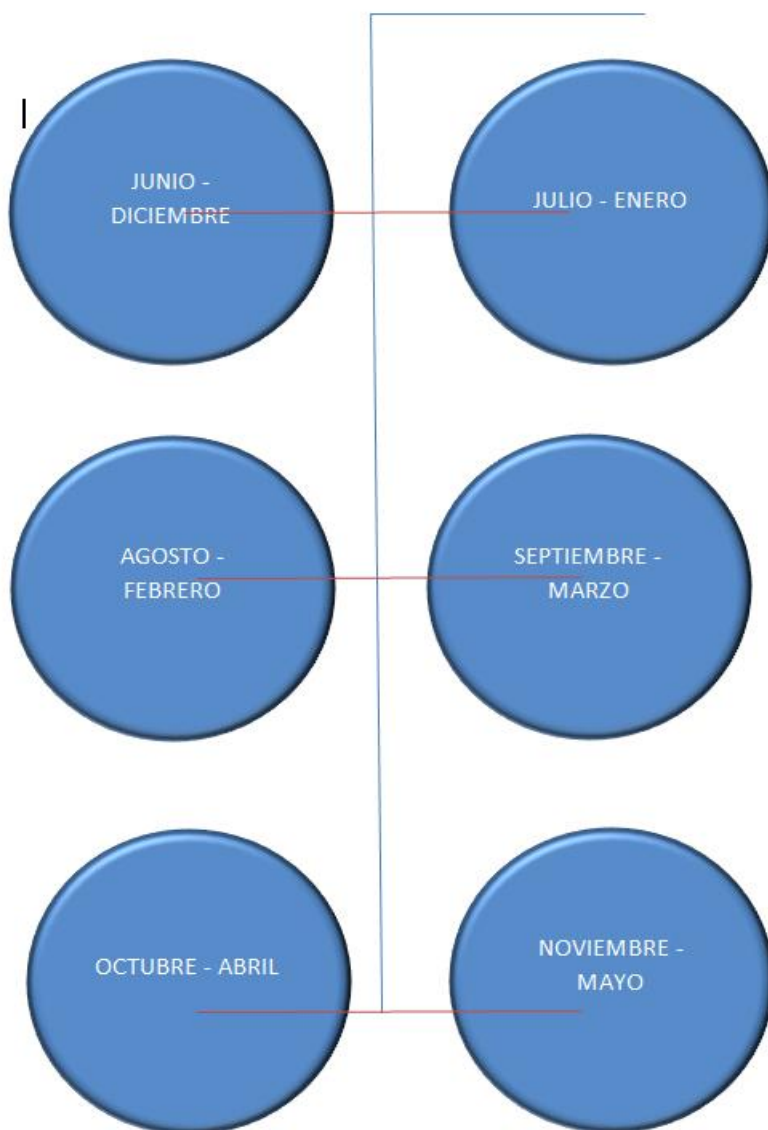 JUNIO -
DICIEMBRE
JULIO - ENERO
AGOSTO -
FEBRERO
SEPTIEMBRE -
MARZO
OCTUBRE - ABRIL
NOVIEMBRE -
MAYO